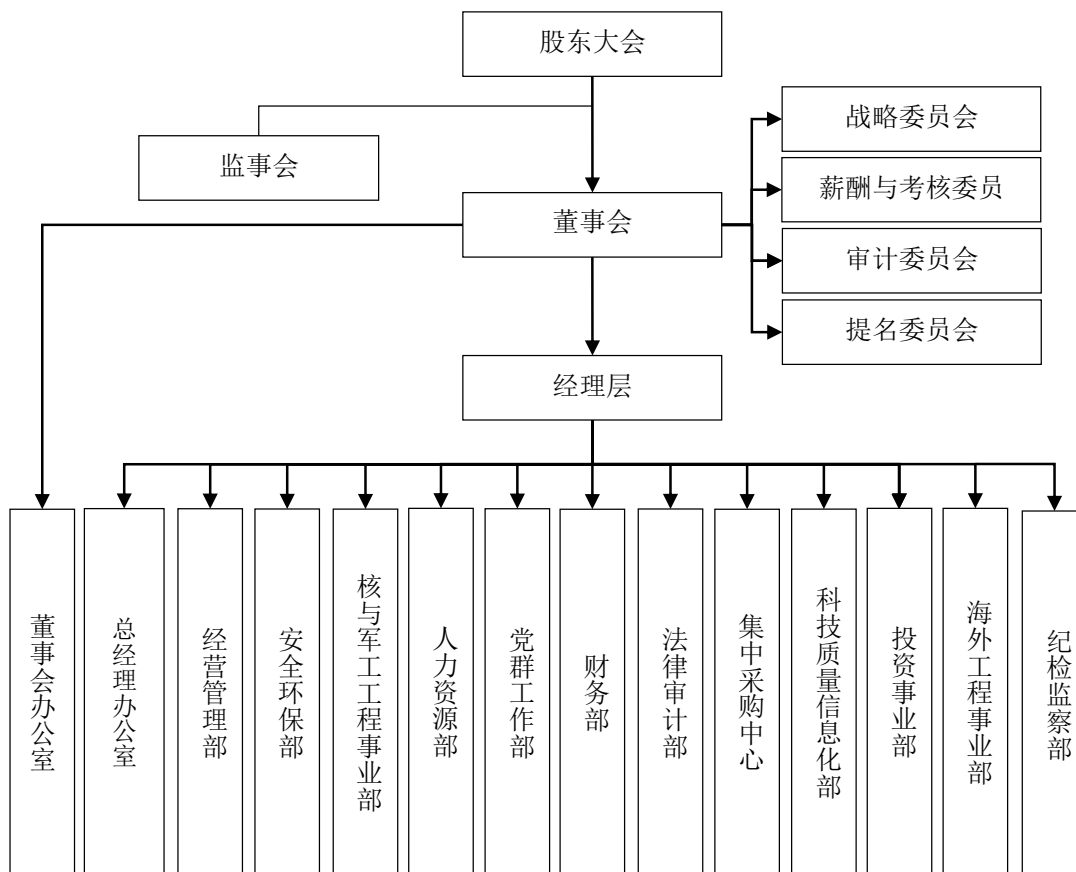 股东大会
监事会
战略委员会
薪酬与考核委员
董事会
审计委员会
提名委员会
经理层
董事会办公室
总经理办公室
经营管理部
安全环保部
核与军工工程事业部
人力资源部
党群工作部
财务部
法律审计部
集中采购中心
科技质量信息化部
投资事业部
海外工程事业部
纪检监察部